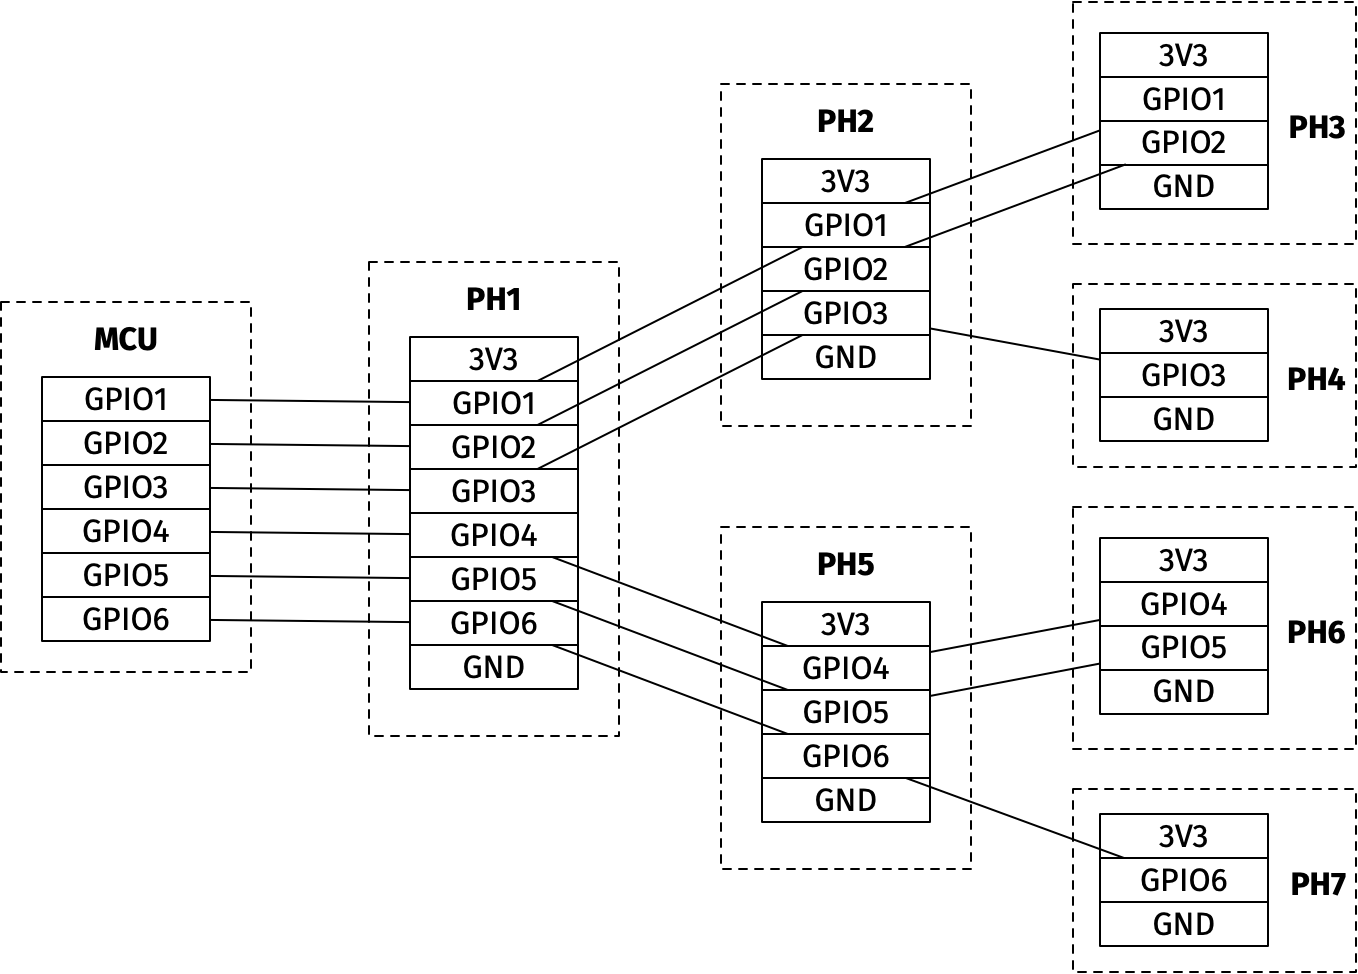 MCU
GPIO1
GPIO2
GPIO3
GPIO4
GPIO5
GPIO6
PH1
3V3
GPIO1
GPIO2
GPIO3
GPIO4
GPIO5
GPIO6
GND
PH2
3V3
GPIO1
GPIO2
GPIO3
GND
PH3
3V3
GPIO1
GPIO2
GND
PH4
3V3
GPIO3
GND
PH5
3V3
GPIO4
GPIO5
GPIO6
GND
PH6
3V3
GPIO4
GPIO5
GND
PH7
3V3
GPIO6
GND